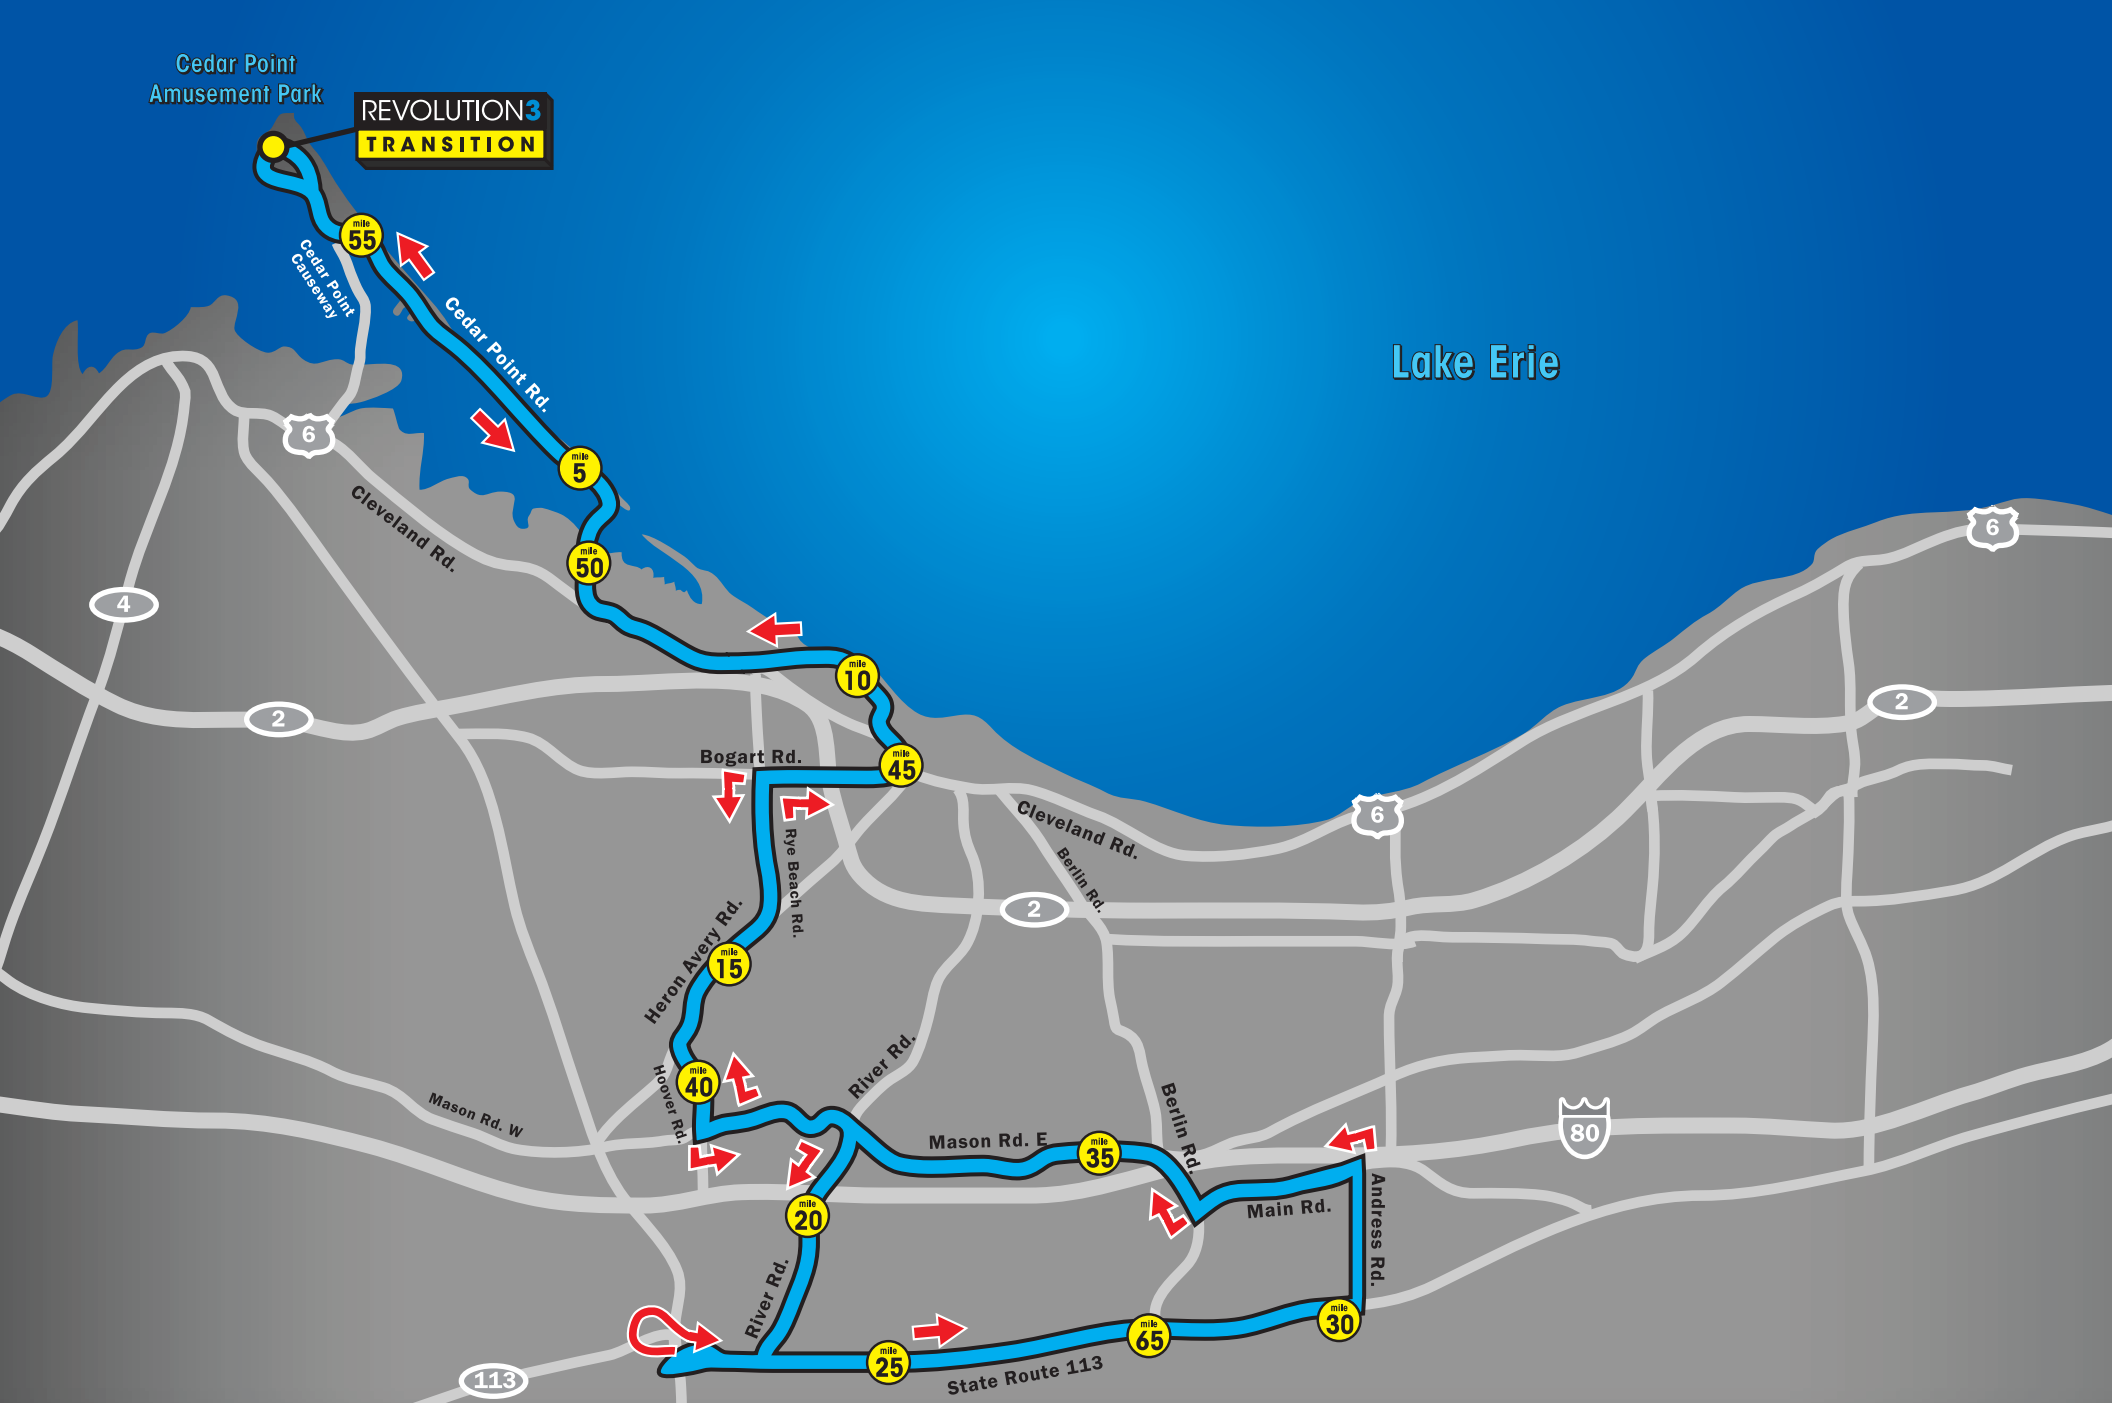 Cedar Point
Amusement Park
REVOLUTION3
TRANSITION
mile
55
Cedar Point
Causeway
Cedar Point Rd.
Lake Erie
6
mile
5
Cleveland Rd.
6
mile
50
4
2
mile
10
2
Bogart Rd.
mile
45
Cleveland Rd.
6
Rye Beach Rd.
Berlin Rd.
2
Heron Avery Rd.
mile
15
River Rd.
mile
40
Hoover Rd.
Mason Rd. W
Mason Rd. E
mile
35
Berlin Rd.
80
Main Rd.
Andress Rd.
mile
20
River Rd.
mile
30
mile
65
mile
25
State Route 113
113